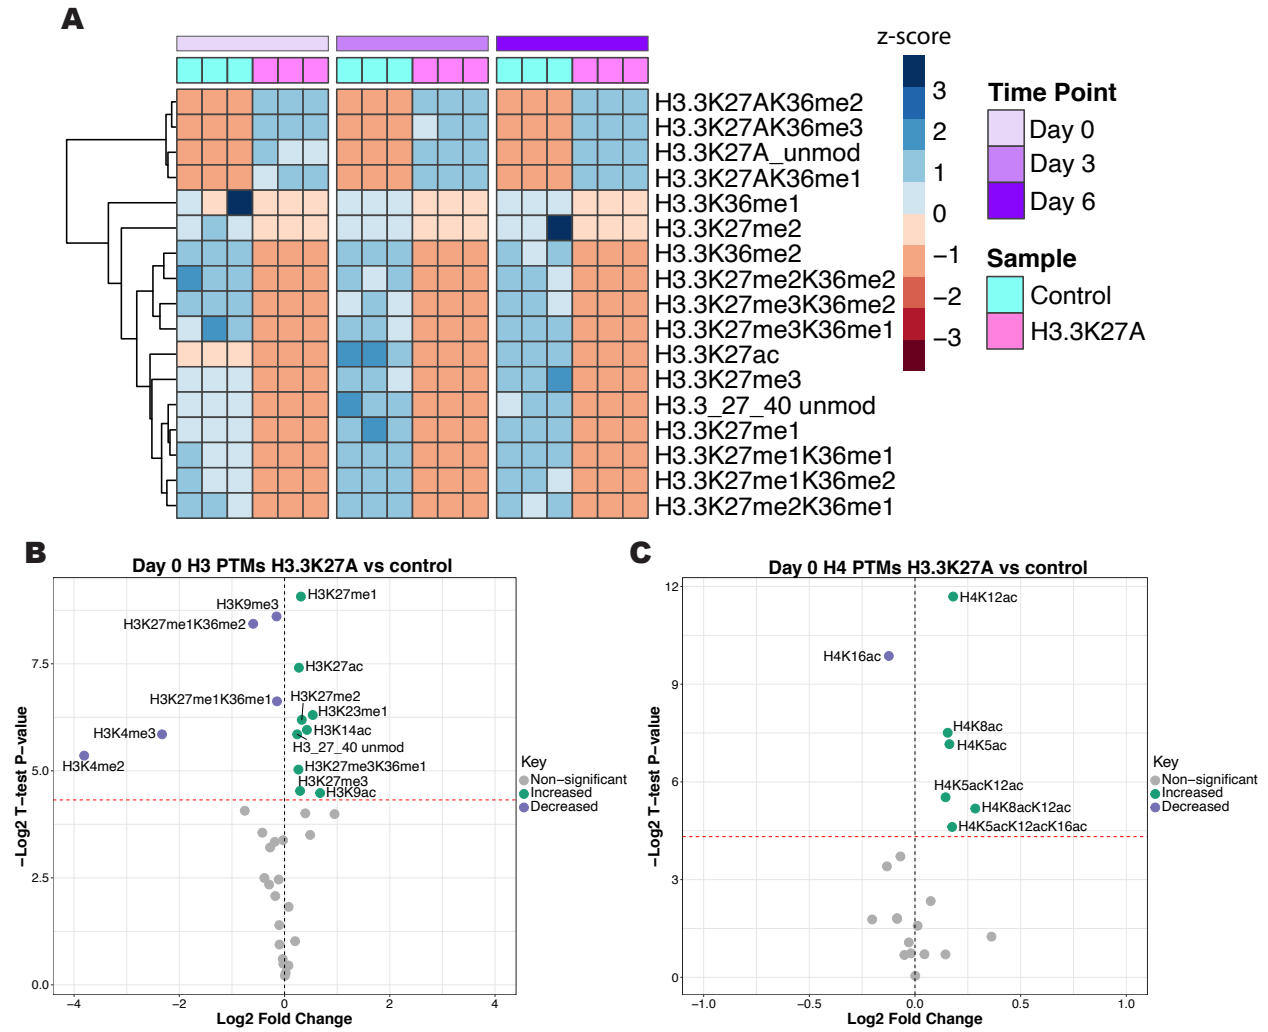 A
z-score
3
2
1
0
−1
−2
−3
Time Point
Day 0
Day 3
Day 6
Sample
Control
H3.3K27A
H3.3K27AK36me2
H3.3K27AK36me3
H3.3K27A_unmod
H3.3K27AK36me1
H3.3K36me1
H3.3K27me2
H3.3K36me2
H3.3K27me2K36me2
H3.3K27me3K36me2
H3.3K27me3K36me1
H3.3K27ac
H3.3K27me3
H3.3_27_40 unmod
H3.3K27me1
H3.3K27me1K36me1
H3.3K27me1K36me2
H3.3K27me2K36me1
B
Day 0 H3 PTMs H3.3K27A vs control
−Log2 T−test P−value
7.5
5.0
2.5
0.0
H3K27me1
H3K9me3
H3K27me1K36me2
H3K27ac
H3K27me1K36me1
H3K27me2
H3K23me1
H3K4me3
H3K14ac
H3_27_40 unmod
H3K4me2
H3K27me3K36me1
H3K27me3
H3K9ac
−4
−2
0
2
4
Log2 Fold Change
Key
Non−significant
Increased
Decreased
C
Day 0 H4 PTMs H3.3K27A vs control
−Log2 T−test P−value
12
9
6
3
0
H4K12ac
H4K16ac
H4K8ac
H4K5ac
H4K5acK12ac
H4K8acK12ac
H4K5acK12acK16ac
−1.0
−0.5
0.0
0.5
1.0
Log2 Fold Change
Key
Non−significant
Increased
Decreased